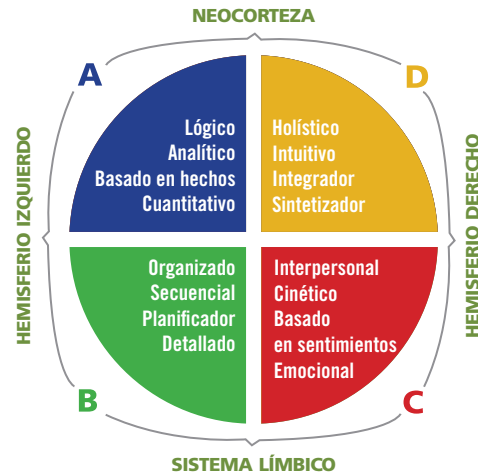 NEOCORTEZA
A
D
Lógico
Analítico
Basado en hechos
Cuantitativo
Holístico
Intuitivo
Integrador
Sintetizador
HEMISFERIO IZQUIERDO
HEMISFERIO DERECHO
Organizado
Secuencial
Planificador
Detallado
Interpersonal
Cinético
Basado
en sentimientos
Emocional
B
C
SISTEMA LÍMBICO